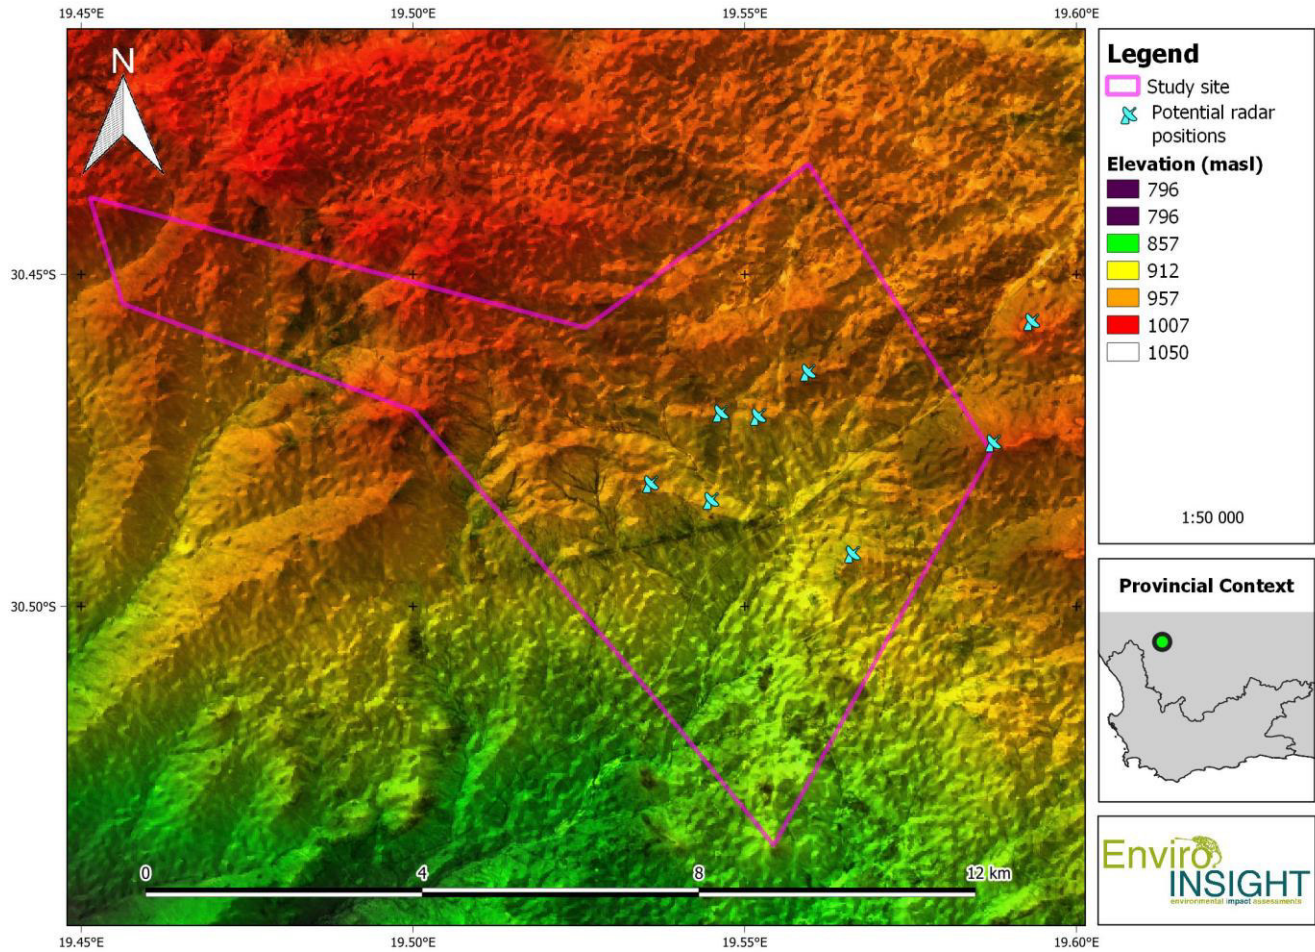 19.45°E
19.50°E
19.55°E
19.60°E
N
30.45°S
30.50°S
0
4
8
12 km
19.45°E
19.50°E
19.55°E
19.60°E
Legend
Study site
Potential radar
positions
Elevation (masl)
796
796
857
912
957
1007
1050
1:50 000
Provincial Context
Enviro
INSIGHT
environmental impact assessments